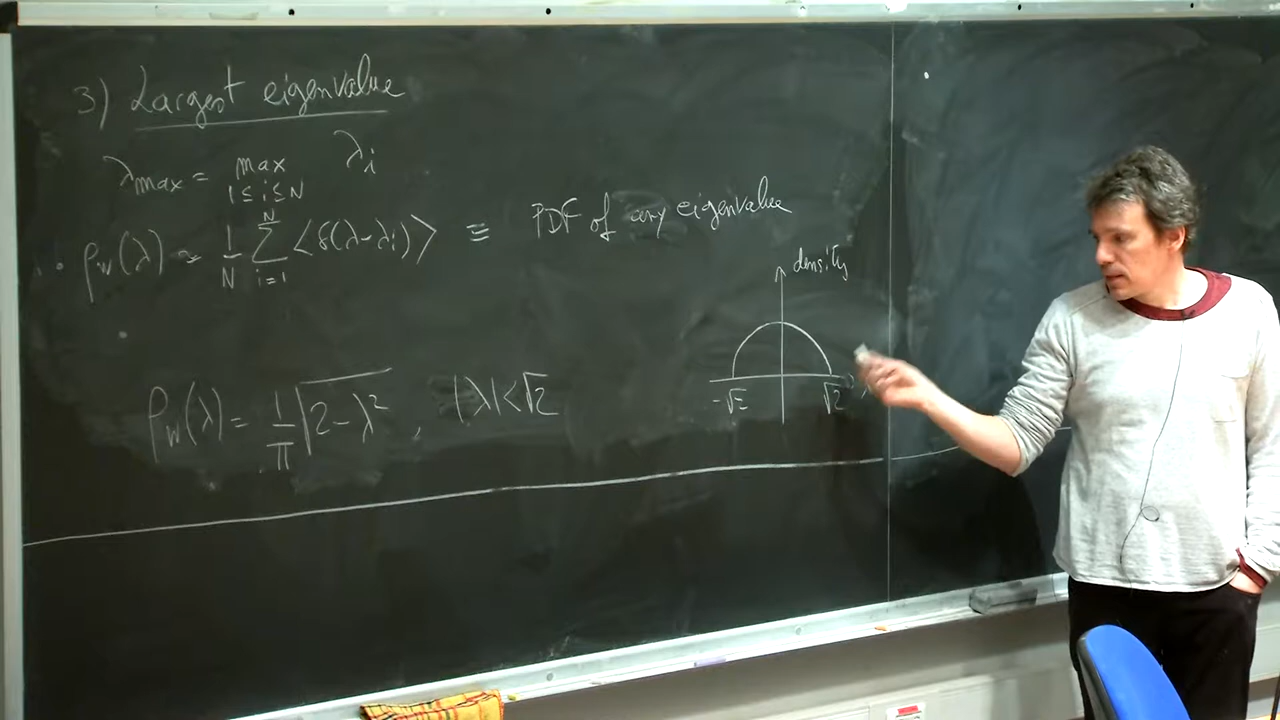 3) Largest eigenvalue
λmax = max λi
1≤i≤N
ρw(λ) ≈ 1/N ∑_{i=1}^{N} <δ(λ-λi)> ≡ PDF of any eigenvalue
density
ρw(λ) = 1/π √(2-λ²) , |λ|<√2
-√2 √2 λ